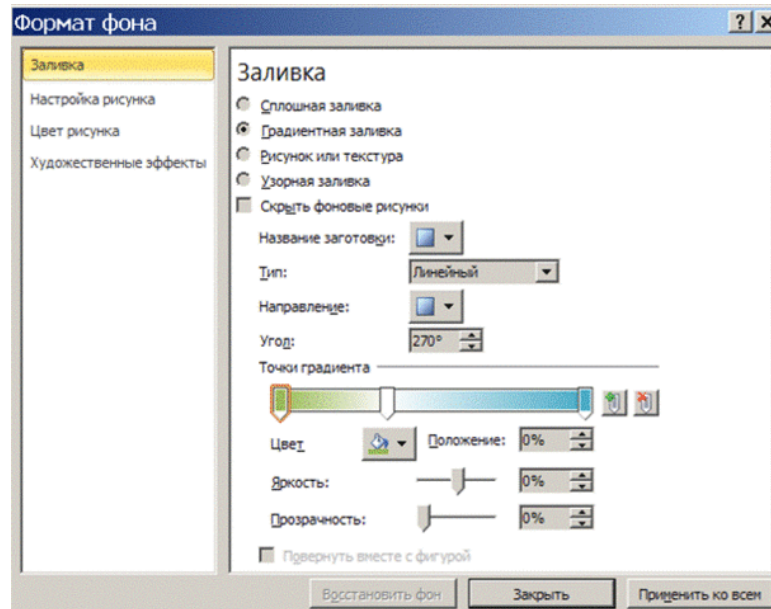 Формат фона
Заливка
Настройка рисунка
Цвет рисунка
Художественные эффекты
Заливка
Сплошная заливка
Градиентная заливка
Рисунок или текстура
Узорная заливка
Скрыть фоновые рисунки
Название заготовки:
Тип: Линейный
Направление:
Угол: 270°
Точки градиента
Цвет Положение: 0%
Яркость: 0%
Прозрачность: 0%
Повернуть вместе с фигурой
Восстановить фон Закрыть Применить ко всем